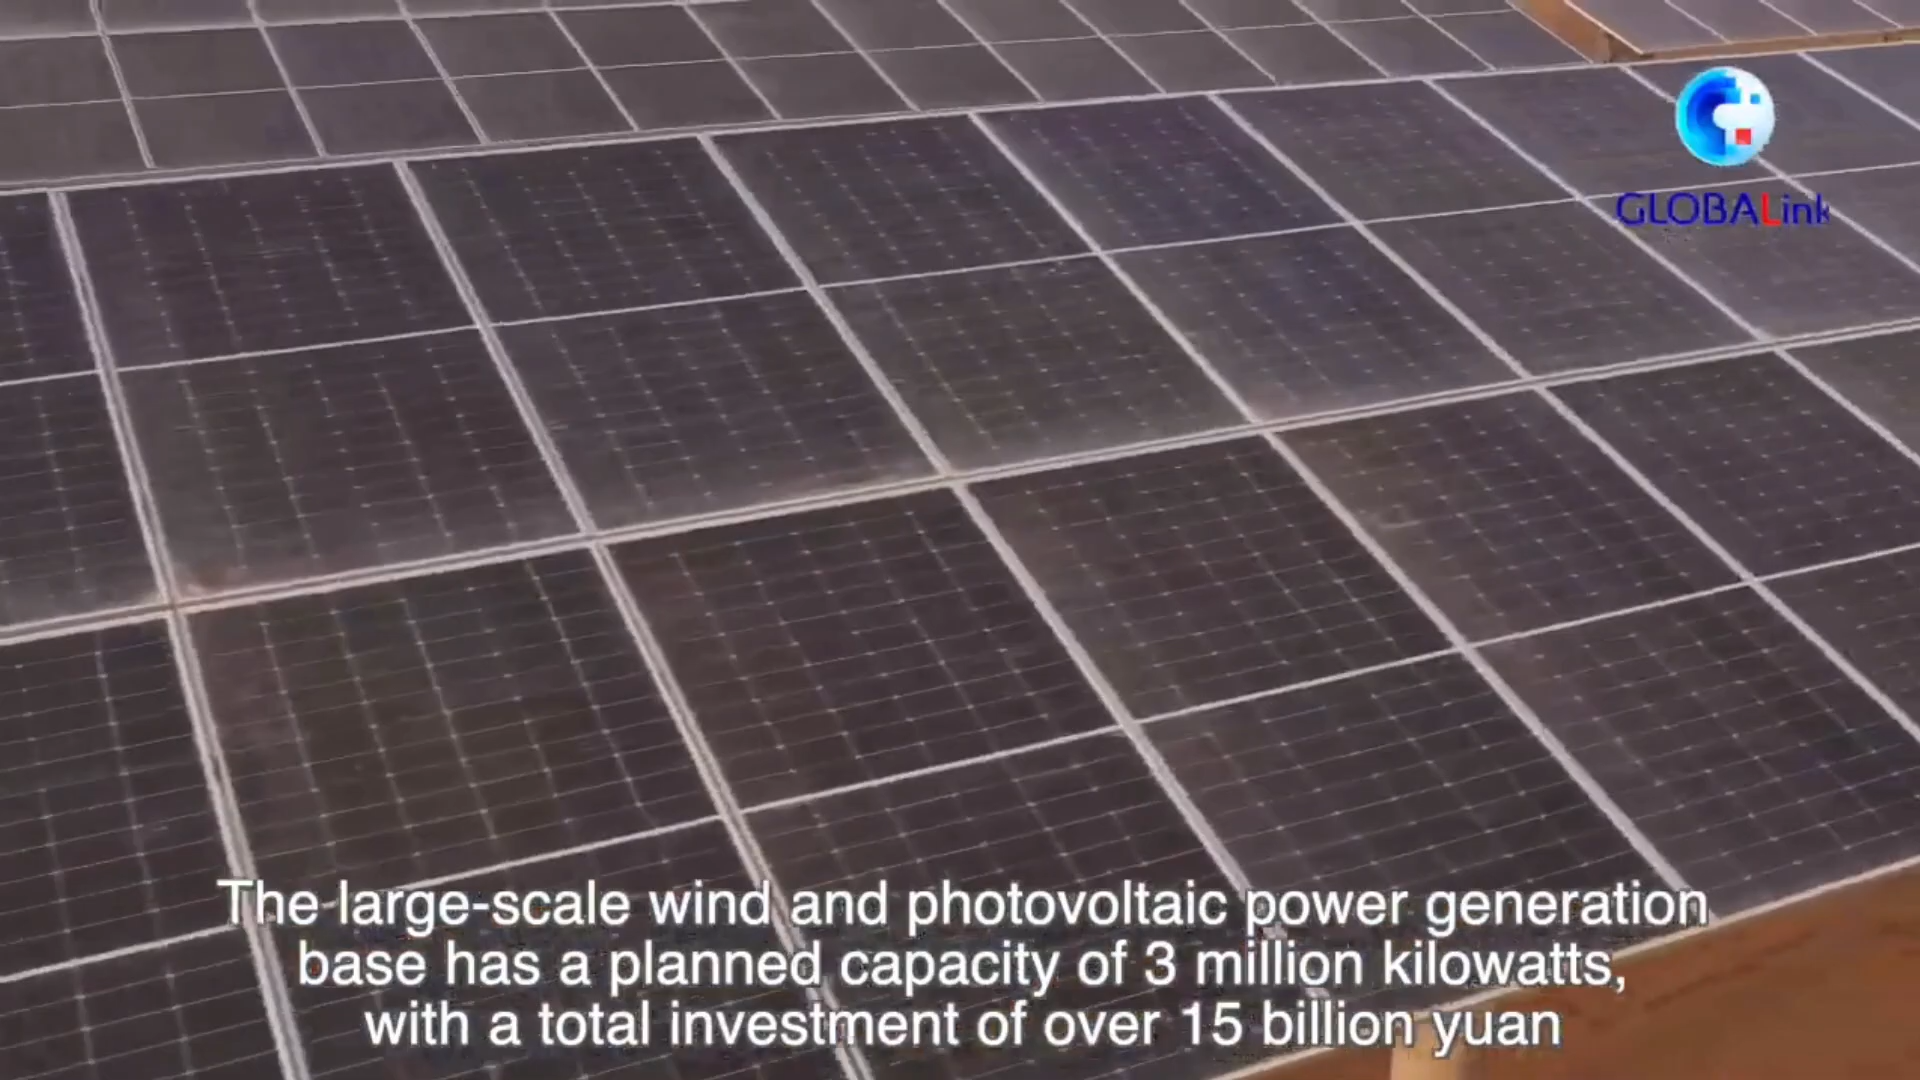 GLOBALink
The large-scale wind and photovoltaic power generation
base has a planned capacity of 3 million kilowatts,
with a total investment of over 15 billion yuan